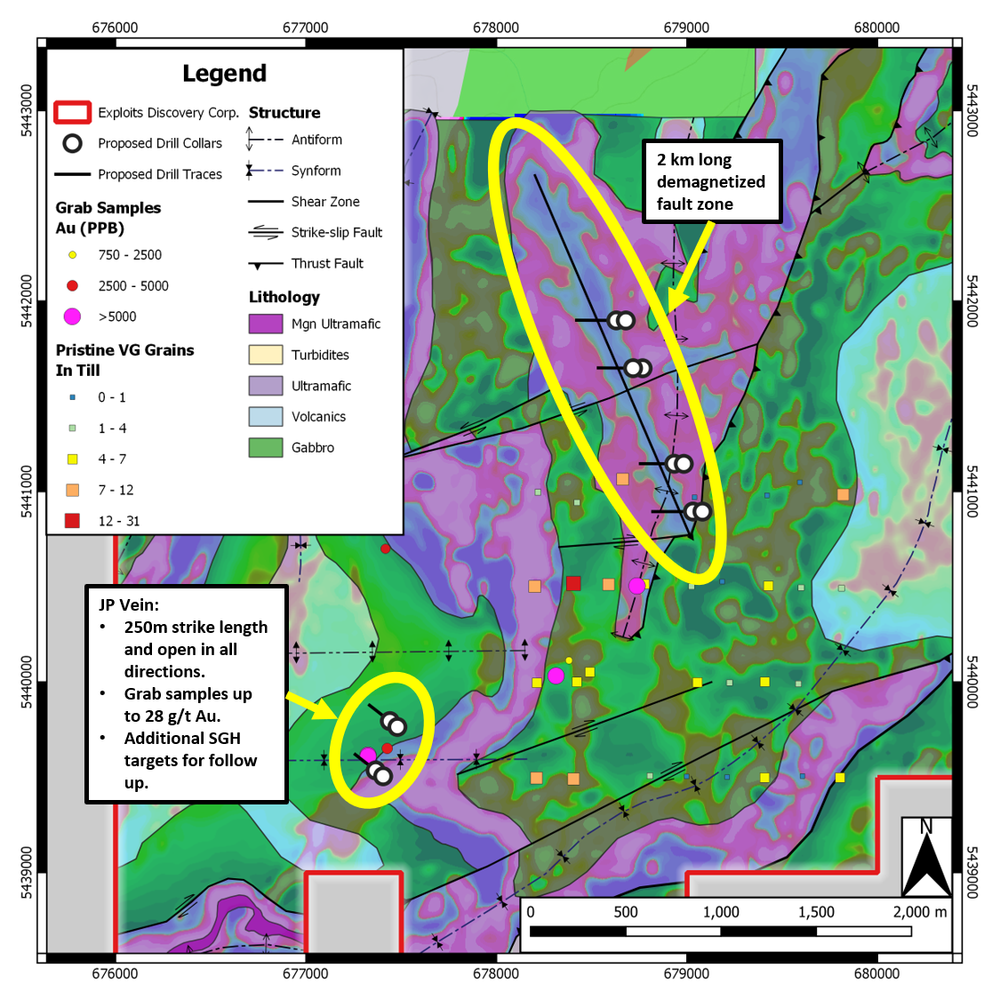 676000 677000 678000 679000 680000
Legend
Exploits Discovery Corp.
Proposed Drill Collars
Proposed Drill Traces
Grab Samples
Au (PPB)
750 - 2500
2500 - 5000
>5000
Pristine VG Grains
In Till
0 - 1
1 - 4
4 - 7
7 - 12
12 - 31
Structure
Antiform
Synform
Shear Zone
Strike-slip Fault
Thrust Fault
Lithology
Mgn Ultramafic
Turbidites
Ultramafic
Volcanics
Gabbro
2 km long
demagnetized
fault zone
JP Vein:
• 250m strike length
and open in all
directions.
• Grab samples up
to 28 g/t Au.
• Additional SGH
targets for follow
up.
5443000
5442000
5441000
5440000
5439000
5443000
5442000
5441000
5440000
5439000
N
0 500 1,000 1,500 2,000 m
676000 677000 678000 679000 680000